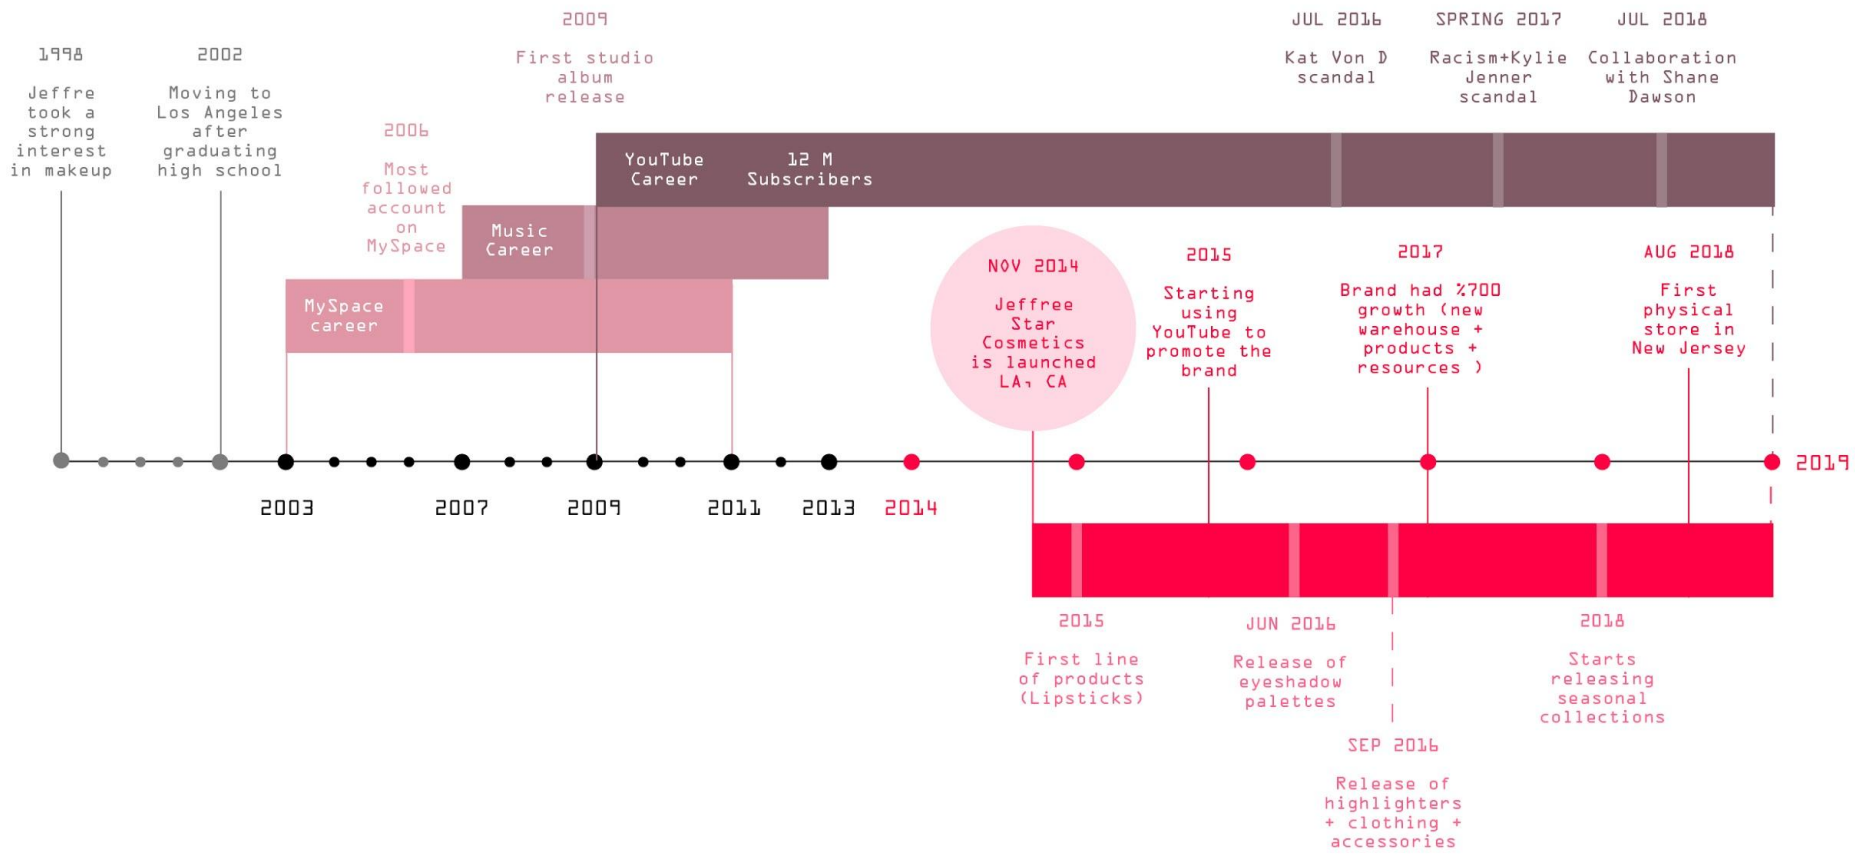 1998
Jeffre
took a
strong
interest
in makeup
2002
Moving to
Los Angeles
after
graduating
high school
2006
Most
followed
account
on
MySpace
2009
First studio
album
release
JUL 2016
Kat Von D
scandal
SPRING 2017
Racism+Kylie
Jenner
scandal
JUL 2018
Collaboration
with Shane
Dawson
YouTube
Career
12 M
Subscribers
Music
Career
MySpace
career
NOV 2014
Jeffree
Star
Cosmetics
is launched
LA, CA
2015
Starting
using
YouTube to
promote the
brand
2017
Brand had %700
growth (new
warehouse +
products +
resources )
AUG 2018
First
physical
store in
New Jersey
2003
2007
2009
2011
2013
2014
2019
2015
First line
of products
(Lipsticks)
JUN 2016
Release of
eyeshadow
palettes
SEP 2016
Release of
highlighters
+ clothing +
accessories
2018
Starts
releasing
seasonal
collections